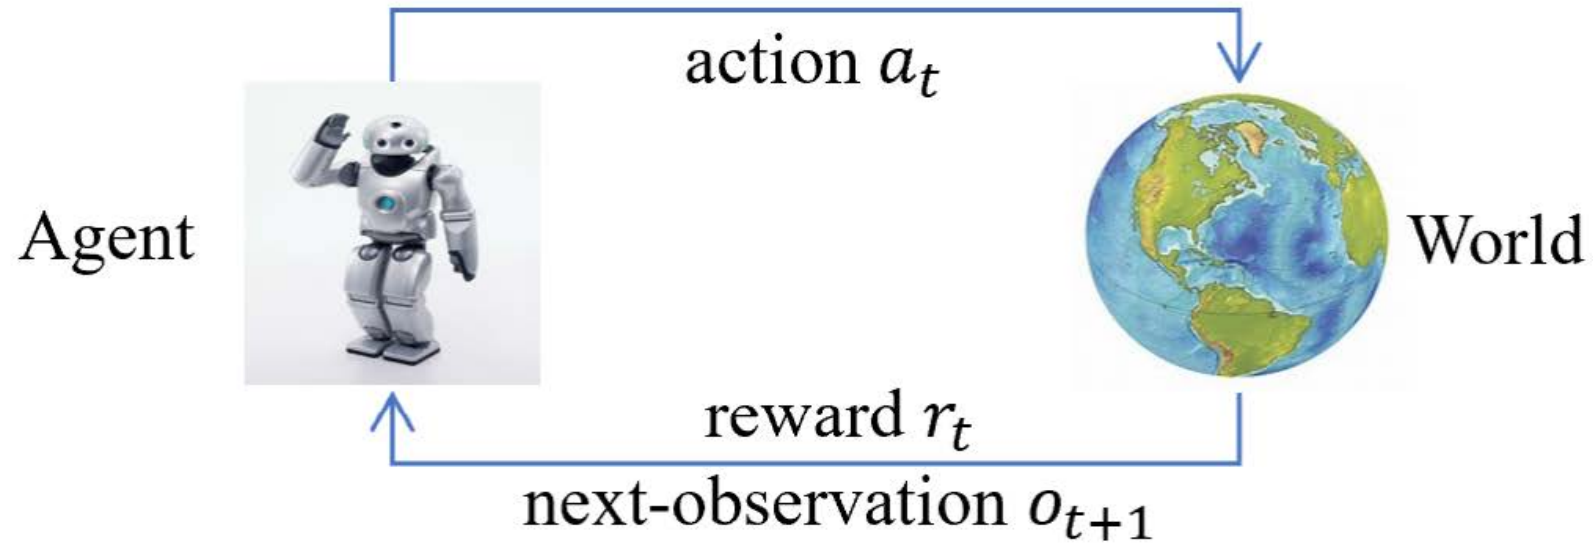 action $a_t$
Agent
World
reward $r_t$
next-observation $o_{t+1}$